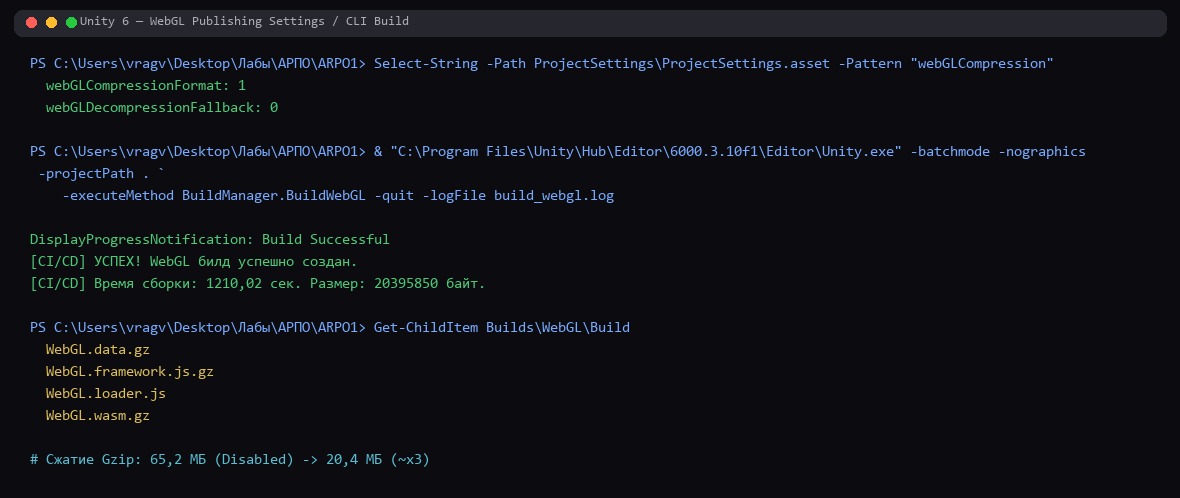 Unity 6 — WebGL Publishing Settings / CLI Build
PS C:\Users\vragv\Desktop\Лабы\АРПО\ARPO1> Select-String -Path ProjectSettings\ProjectSettings.asset -Pattern "webGLCompression"
webGLCompressionFormat: 1
webGLDecompressionFallback: 0
PS C:\Users\vragv\Desktop\Лабы\АРПО\ARPO1> & "C:\Program Files\Unity\Hub\Editor\6000.3.10f1\Editor\Unity.exe" -batchmode -nographics
-projectPath . `
-executeMethod BuildManager.BuildWebGL -quit -logFile build_webgl.log
DisplayProgressNotification: Build Successful
[CI/CD] УСПЕХ! WebGL билд успешно создан.
[CI/CD] Время сборки: 1210,02 сек. Размер: 20395850 байт.
PS C:\Users\vragv\Desktop\Лабы\АРПО\ARPO1> Get-ChildItem Builds\WebGL\Build
WebGL.data.gz
WebGL.framework.js.gz
WebGL.loader.js
WebGL.wasm.gz
# Сжатие Gzip: 65,2 МБ (Disabled) -> 20,4 МБ (~x3)